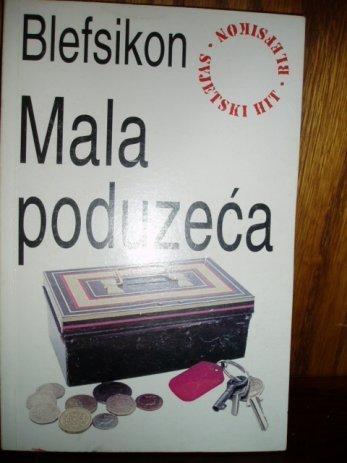 Blefsikon
BLEFSIKON · SVJETSKI HIT ·
Mala
poduzeća